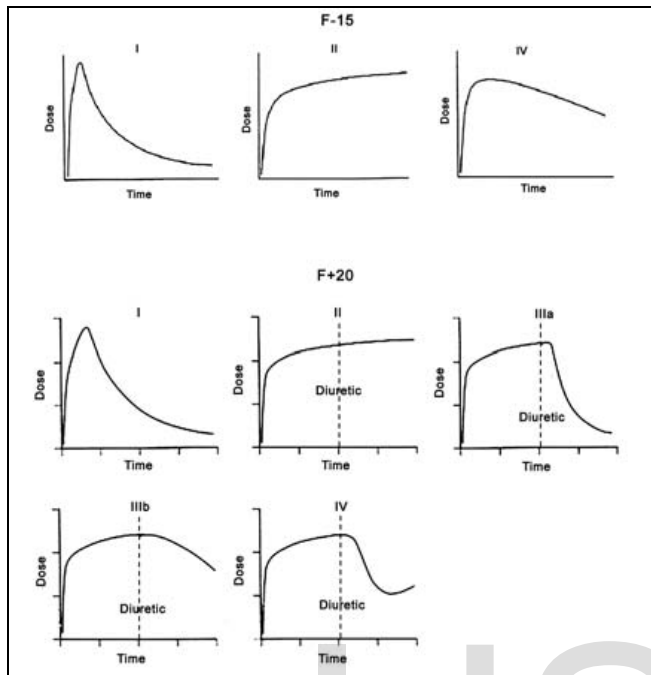 F-15
I II IV
Dose Dose Dose
Time Time Time
F+20
I II IIIa
Dose Dose Dose
Diuretic Diuretic
Time Time Time
IIIb IV
Dose Dose
Diuretic Diuretic
Time Time